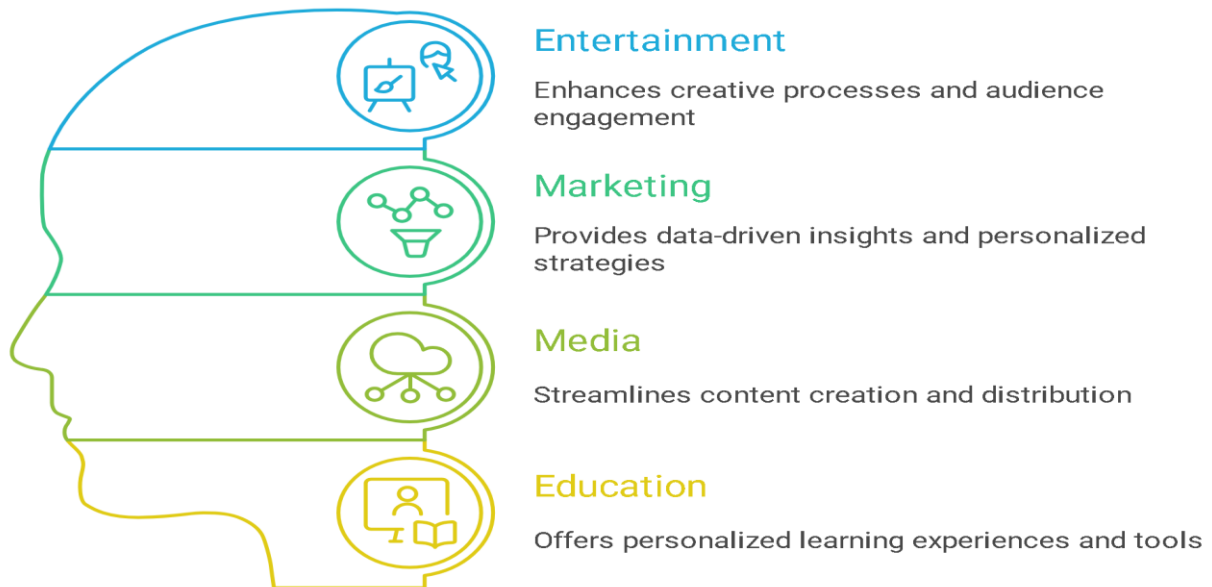 Entertainment
Enhances creative processes and audience
engagement
Marketing
Provides data-driven insights and personalized
strategies
Media
Streamlines content creation and distribution
Education
Offers personalized learning experiences and tools